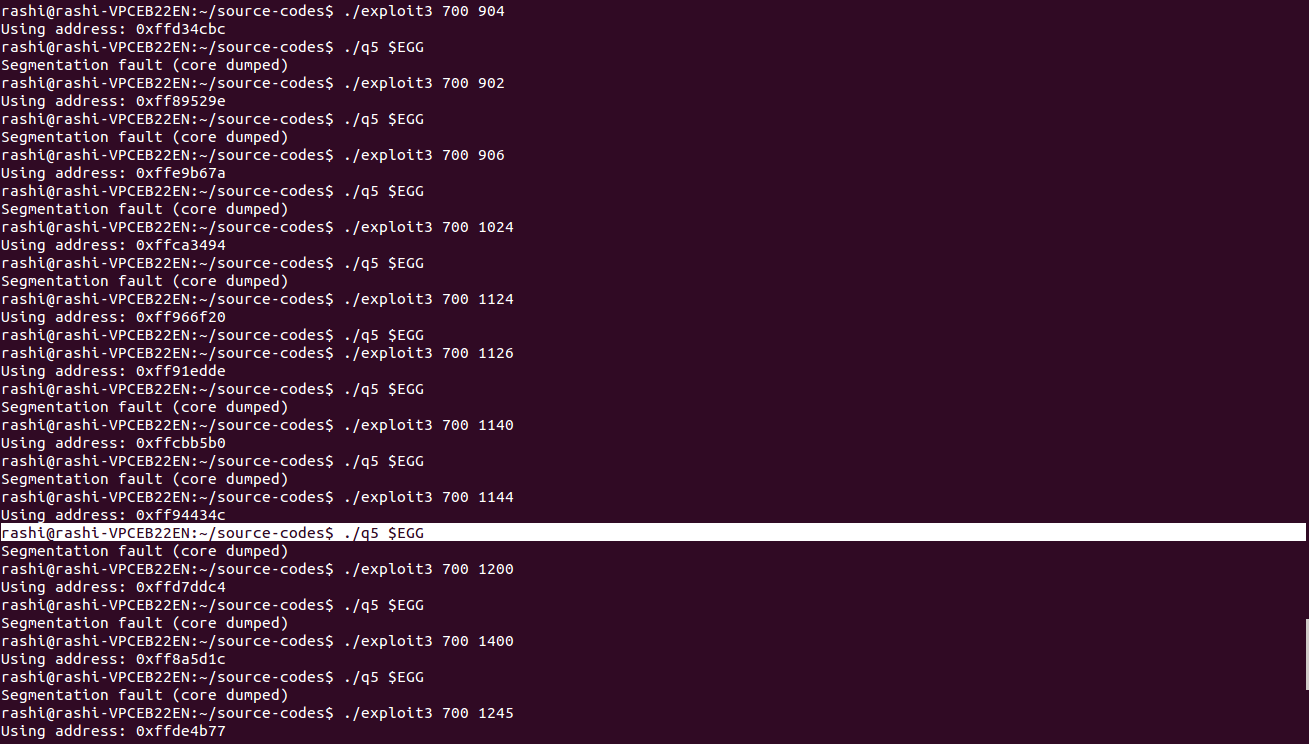 rashi@rashi-VPCEB22EN:~/source-codes$ ./exploit3 700 904
Using address: 0xffd34cbc
rashi@rashi-VPCEB22EN:~/source-codes$ ./q5 $EGG
Segmentation fault (core dumped)
rashi@rashi-VPCEB22EN:~/source-codes$ ./exploit3 700 902
Using address: 0xff89529e
rashi@rashi-VPCEB22EN:~/source-codes$ ./q5 $EGG
Segmentation fault (core dumped)
rashi@rashi-VPCEB22EN:~/source-codes$ ./exploit3 700 906
Using address: 0xffe9b67a
rashi@rashi-VPCEB22EN:~/source-codes$ ./q5 $EGG
Segmentation fault (core dumped)
rashi@rashi-VPCEB22EN:~/source-codes$ ./exploit3 700 1024
Using address: 0xffca3494
rashi@rashi-VPCEB22EN:~/source-codes$ ./q5 $EGG
Segmentation fault (core dumped)
rashi@rashi-VPCEB22EN:~/source-codes$ ./exploit3 700 1124
Using address: 0xff966f20
rashi@rashi-VPCEB22EN:~/source-codes$ ./q5 $EGG
rashi@rashi-VPCEB22EN:~/source-codes$ ./exploit3 700 1126
Using address: 0xff91edde
rashi@rashi-VPCEB22EN:~/source-codes$ ./q5 $EGG
Segmentation fault (core dumped)
rashi@rashi-VPCEB22EN:~/source-codes$ ./exploit3 700 1140
Using address: 0xffcbb5b0
rashi@rashi-VPCEB22EN:~/source-codes$ ./q5 $EGG
Segmentation fault (core dumped)
rashi@rashi-VPCEB22EN:~/source-codes$ ./exploit3 700 1144
Using address: 0xff94434c
rashi@rashi-VPCEB22EN:~/source-codes$ ./q5 $EGG
Segmentation fault (core dumped)
rashi@rashi-VPCEB22EN:~/source-codes$ ./exploit3 700 1200
Using address: 0xffd7ddc4
rashi@rashi-VPCEB22EN:~/source-codes$ ./q5 $EGG
Segmentation fault (core dumped)
rashi@rashi-VPCEB22EN:~/source-codes$ ./exploit3 700 1400
Using address: 0xff8a5d1c
rashi@rashi-VPCEB22EN:~/source-codes$ ./q5 $EGG
Segmentation fault (core dumped)
rashi@rashi-VPCEB22EN:~/source-codes$ ./exploit3 700 1245
Using address: 0xffde4b77